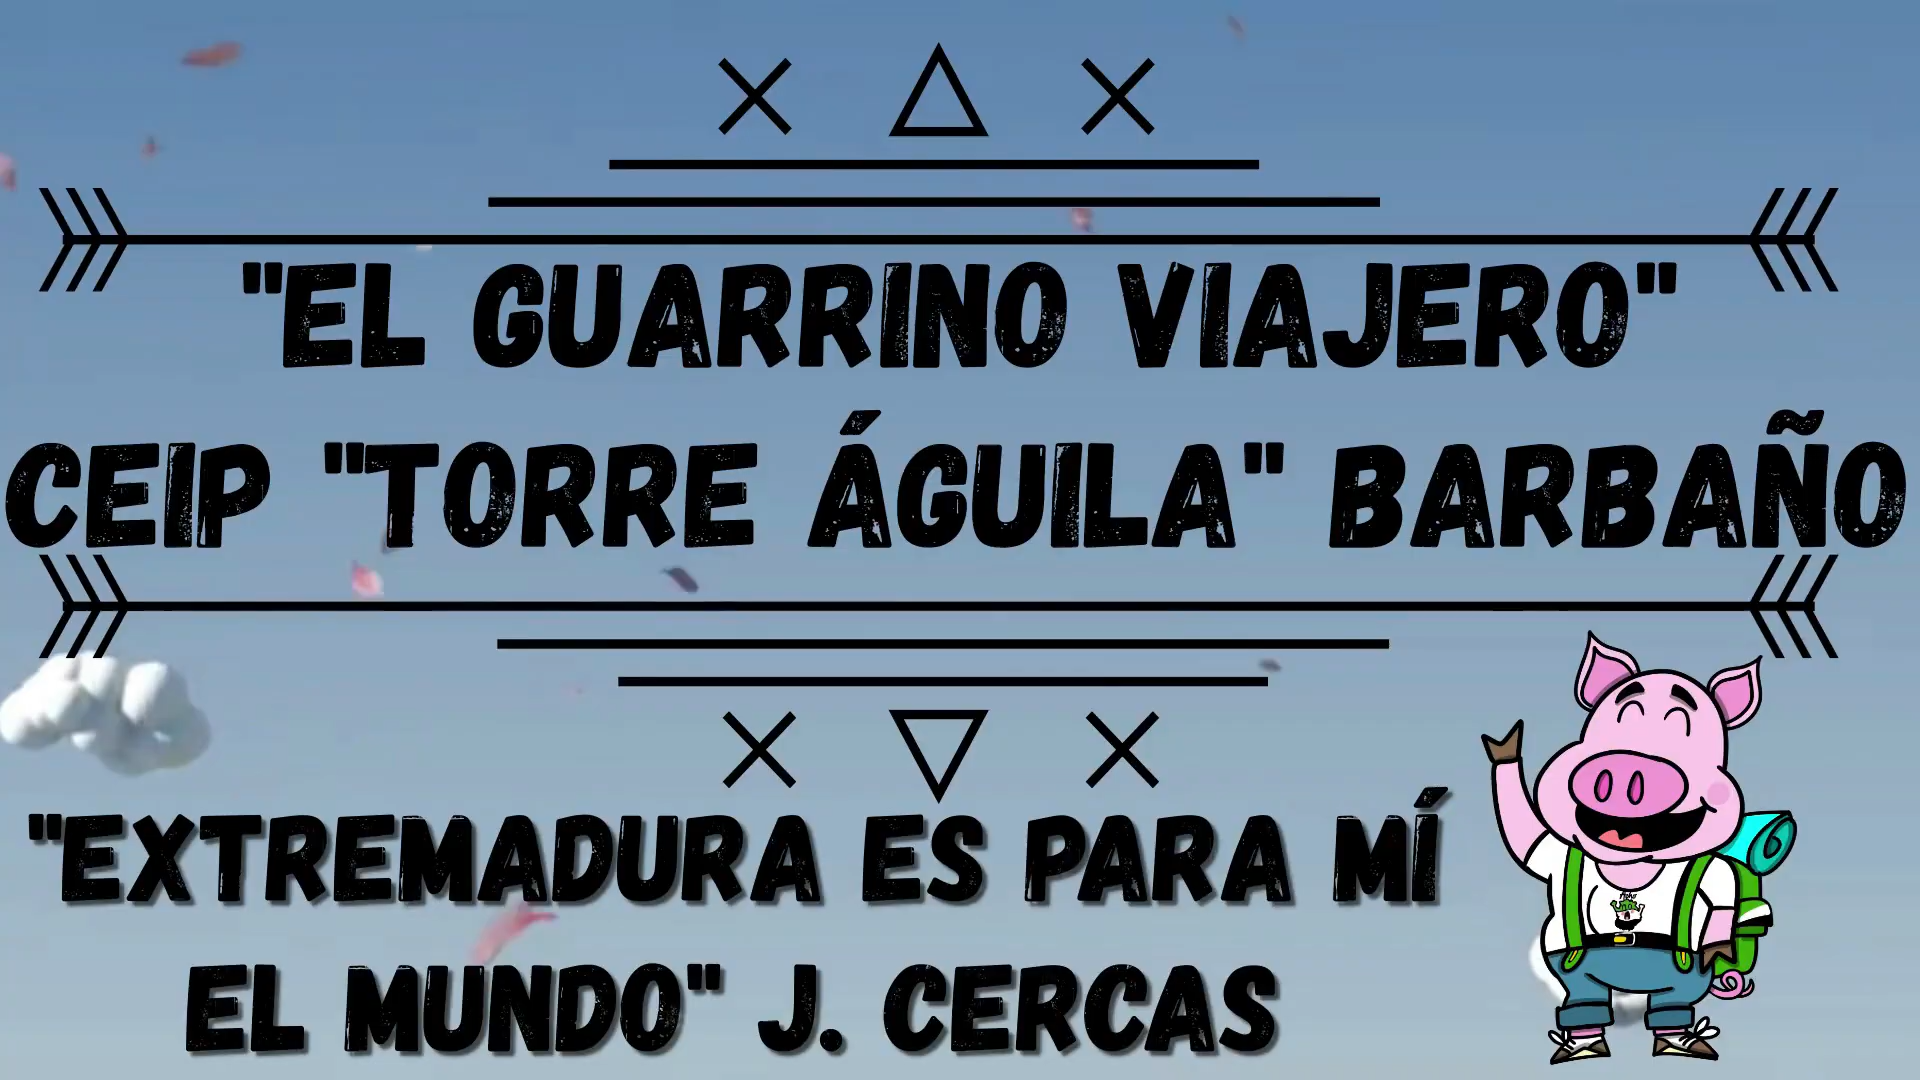 "EL GUARRINO VIAJERO"
CEIP "TORRE ÁGUILA" BARBAÑO
"EXTREMADURA ES PARA MÍ
EL MUNDO" J. CERCAS